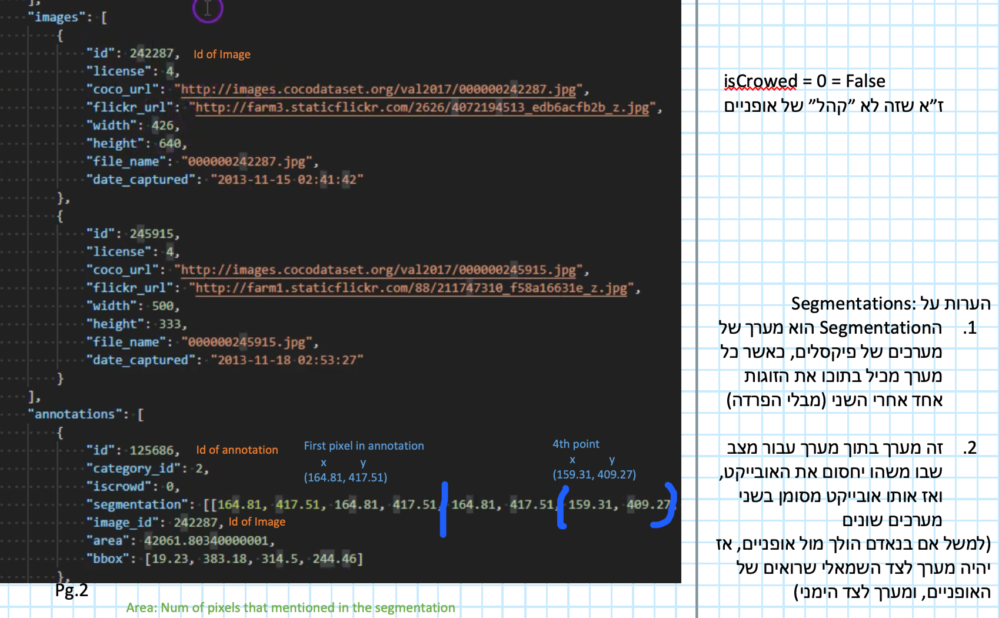 ],
"images": [
{
"id": 242287, Id of Image
"license": 4,
"coco_url": "http://images.cocodataset.org/val2017/000000242287.jpg",
"flickr_url": "http://farm3.staticflickr.com/2626/4072194513_edb6acfb2b_z.jpg",
"width": 426,
"height": 640,
"file_name": "000000242287.jpg",
"date_captured": "2013-11-15 02:41:42"
},
{
"id": 245915,
"license": 4,
"coco_url": "http://images.cocodataset.org/val2017/000000245915.jpg",
"flickr_url": "http://farm1.staticflickr.com/88/211747310_f58a16631e_z.jpg",
"width": 500,
"height": 333,
"file_name": "000000245915.jpg",
"date_captured": "2013-11-18 02:53:27"
}
],
"annotations": [
{
"id": 125686, Id of annotation
First pixel in annotation
x y
(164.81, 417.51)
4th point
x y
(159.31, 409.27)
"category_id": 2,
"iscrowd": 0,
"segmentation": [[164.81, 417.51, 164.81, 417.51, 164.81, 417.51, 159.31, 409.27
"image_id": 242287, Id of Image
"area": 42061.80340000001,
"bbox": [19.23, 383.18, 314.5, 244.46]
},
Pg.2
Area: Num of pixels that mentioned in the segmentation
isCrowed = 0 = False
ז״א שזה לא ״קהל״ של אופניים
הערות על Segmentations:
1. הSegmentation הוא מערך של
מערכים של פיקסלים, כאשר כל
מערך מכיל בתוכו את הזוגות
אחד אחרי השני (מבלי הפרדה)
2. זה מערך בתוך מערך עבור מצב
שבו משהו יחסום את האובייקט,
ואז אותו אובייקט מסומן בשני
מערכים שונים
(למשל אם בנאדם הולך מול אופניים, אז
יהיה מערך לצד השמאלי שרואים של
האופניים, ומערך לצד הימני)